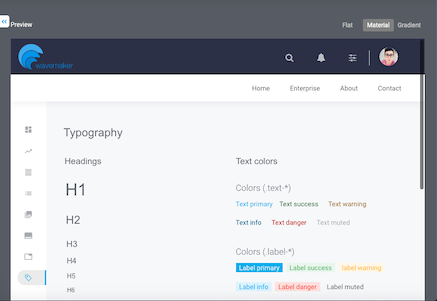 Preview
Flat Material Gradient
wavemaker
Home Enterprise About Contact
Typography
Headings
Text colors
H1
Colors (.text-*)
Text primary Text success Text warning
H2
Text info Text danger Text muted
H3
Colors (.label-*)
H4
Label primary Label success label warning
H5
Label info Label danger Label muted
H6